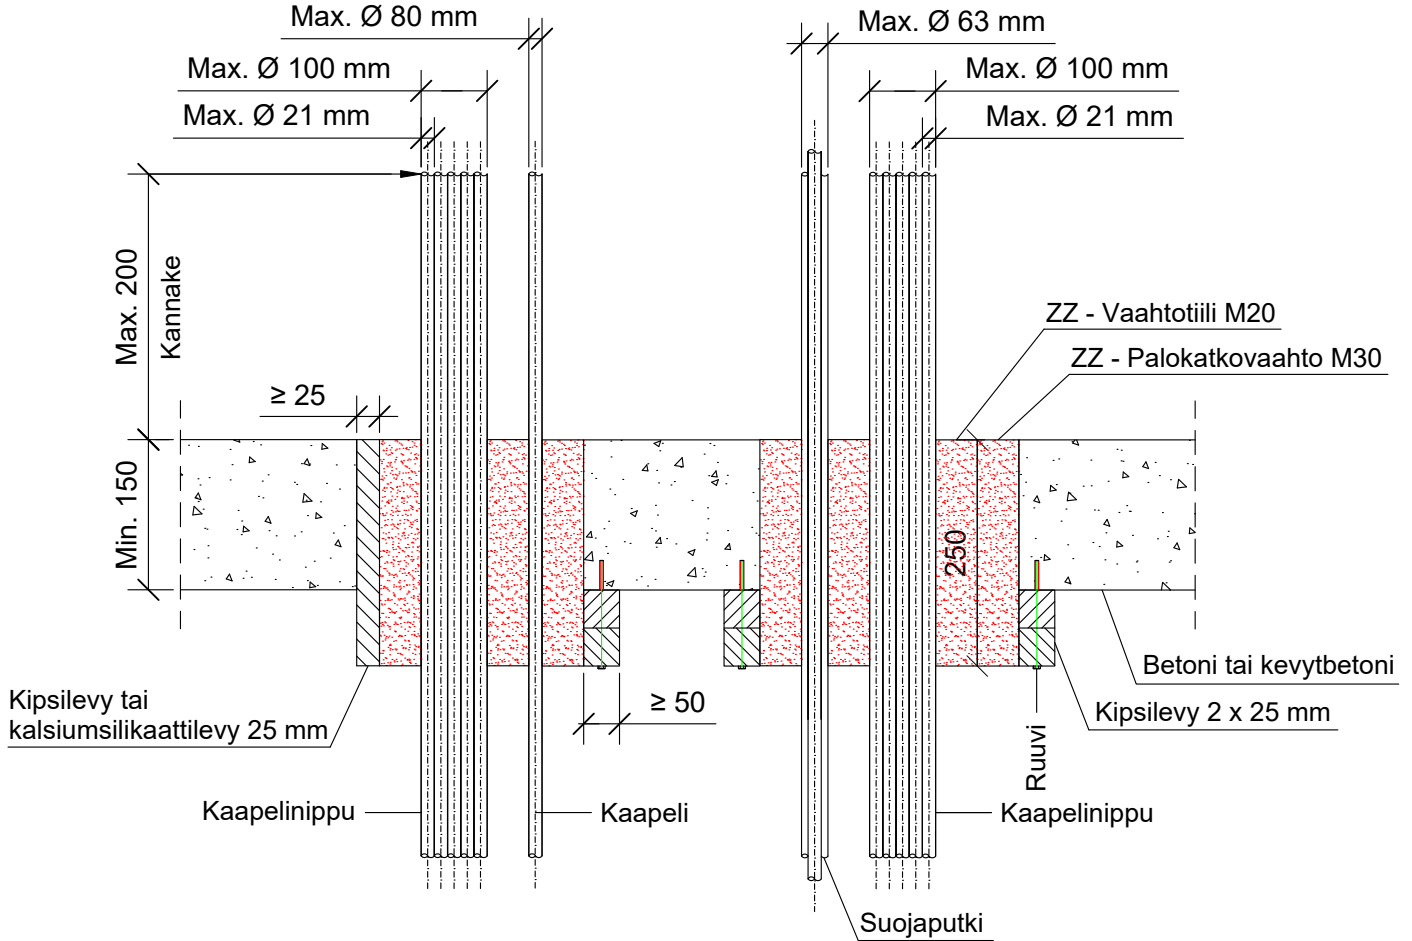 Max. Ø 80 mm
Max. Ø 63 mm
Max. Ø 100 mm
Max. Ø 100 mm
Max. Ø 21 mm
Max. Ø 21 mm
Max. 200
Kannake
ZZ - Vaahtotiili M20
ZZ - Palokatkovaahto M30
≥ 25
Min. 150
250
Betoni tai kevytbetoni
Kipsilevy tai
kalsiumsilikaattilevy 25 mm
≥ 50
Kipsilevy 2 x 25 mm
Ruuvi
Kaapelinippu
Kaapeli
Kaapelinippu
Suojaputki